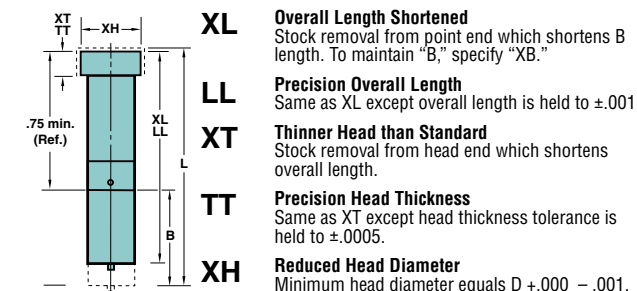 XT
TT
XH
.75 min.
(Ref.)
XL
LL
L
B
XL
Overall Length Shortened
Stock removal from point end which shortens B
length. To maintain “B,” specify “XB.”
LL
Precision Overall Length
Same as XL except overall length is held to ±.001
XT
Thinner Head than Standard
Stock removal from head end which shortens
overall length.
TT
Precision Head Thickness
Same as XT except head thickness tolerance is
held to ±.0005.
XH
Reduced Head Diameter
Minimum head diameter equals D +.000 – .001.